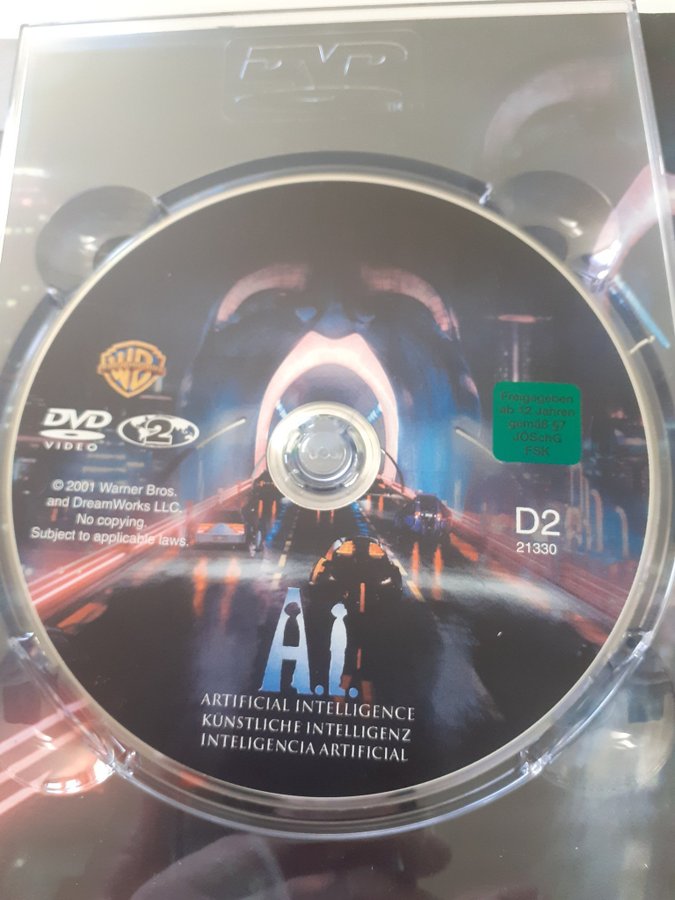 DVD
WB
DVD
VIDEO
2
© 2001 Warner Bros.
and DreamWorks LLC.
No copying.
Subject to applicable laws.
Freigegeben
ab 12 Jahren
gemäß §7
JÖSchG
FSK
D2
21330
A.I.
ARTIFICIAL INTELLIGENCE
KÜNSTLICHE INTELLIGENZ
INTELIGENCIA ARTIFICIAL